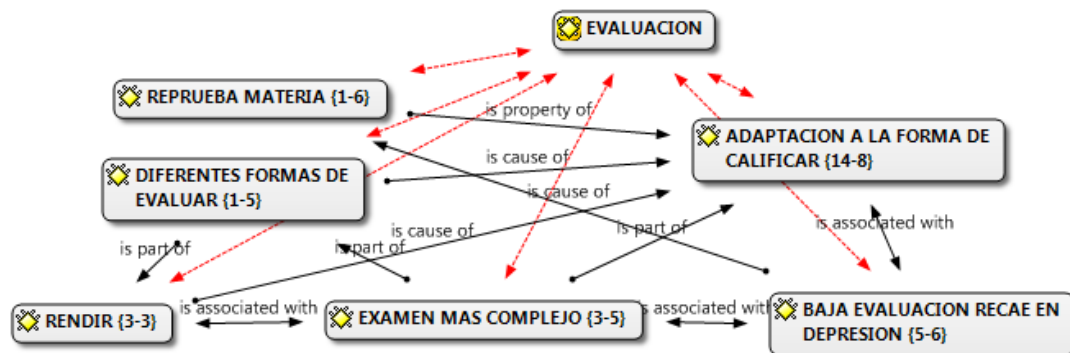 EVALUACION
REPRUEBA MATERIA {1-6}
is property of
ADAPTACION A LA FORMA DE
CALIFICAR {14-8}
is cause of
DIFERENTES FORMAS DE
EVALUAR {1-5}
is cause of
is associated with
is part of
is cause of
is part of
is part of
RENDIR {3-3}
is associated with
EXAMEN MAS COMPLEJO {3-5}
is associated with
BAJA EVALUACION RECAE EN
DEPRESION {5-6}